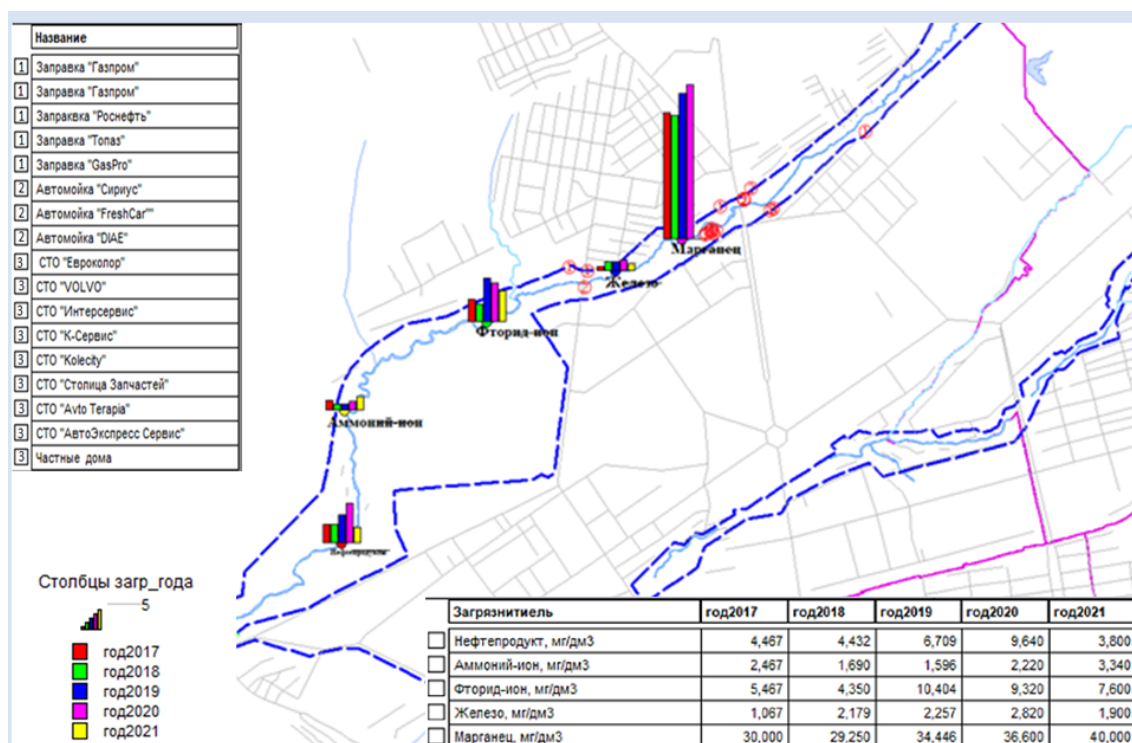 Название
1 Заправка "Газпром"
1 Заправка "Газпром"
1 Заправка "Роснефть"
1 Заправка "Топаз"
1 Заправка "GasPro"
2 Автомойка "Сириус"
2 Автомойка "FreshCar""
2 Автомойка "DIAE"
3 СТО "Евроколор"
3 СТО "VOLVO"
3 СТО "Интерсервис"
3 СТО "К-Сервис"
3 СТО "Kolecity"
3 СТО "Столица Запчастей"
3 СТО "Avto Terapia"
3 СТО "АвтоЭкспресс Сервис"
3 Частные дома
Марганец
Железо
Фторид-ион
Аммоний-ион
Нефтепродукты
Столбцы загр_года
5
год2017
год2018
год2019
год2020
год2021
Загрязнитиель год2017 год2018 год2019 год2020 год2021
Нефтепродукт, мг/дм3 4,467 4,432 6,709 9,640 3,800
Аммоний-ион, мг/дм3 2,467 1,690 1,596 2,220 3,340
Фторид-ион, мг/дм3 5,467 4,350 10,404 9,320 7,600
Железо, мг/дм3 1,067 2,179 2,257 2,820 1,900
Марганец, мг/дм3 30,000 29,250 34,446 36,600 40,000